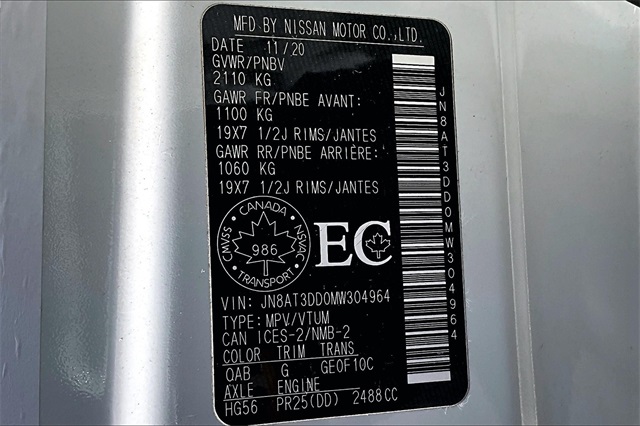 MFD BY NISSAN MOTOR CO.,LTD.
DATE 11/20
GVWR/PNBV
2110 KG
GAWR FR/PNBE AVANT:
1100 KG
19X7 1/2J RIMS/JANTES
GAWR RR/PNBE ARRIÈRE:
1060 KG
19X7 1/2J RIMS/JANTES
CANADA
CMVSS 986 NSVAC
TRANSPORT
EC
VIN: JN8AT3DD0MW304964
TYPE: MPV/VTUM
CAN ICES-2/NMB-2
COLOR TRIM TRANS
QAB G GE0F10C
AXLE ENGINE
HG56 PR25(DD) 2488CC
JN8AT3DD0MW304964